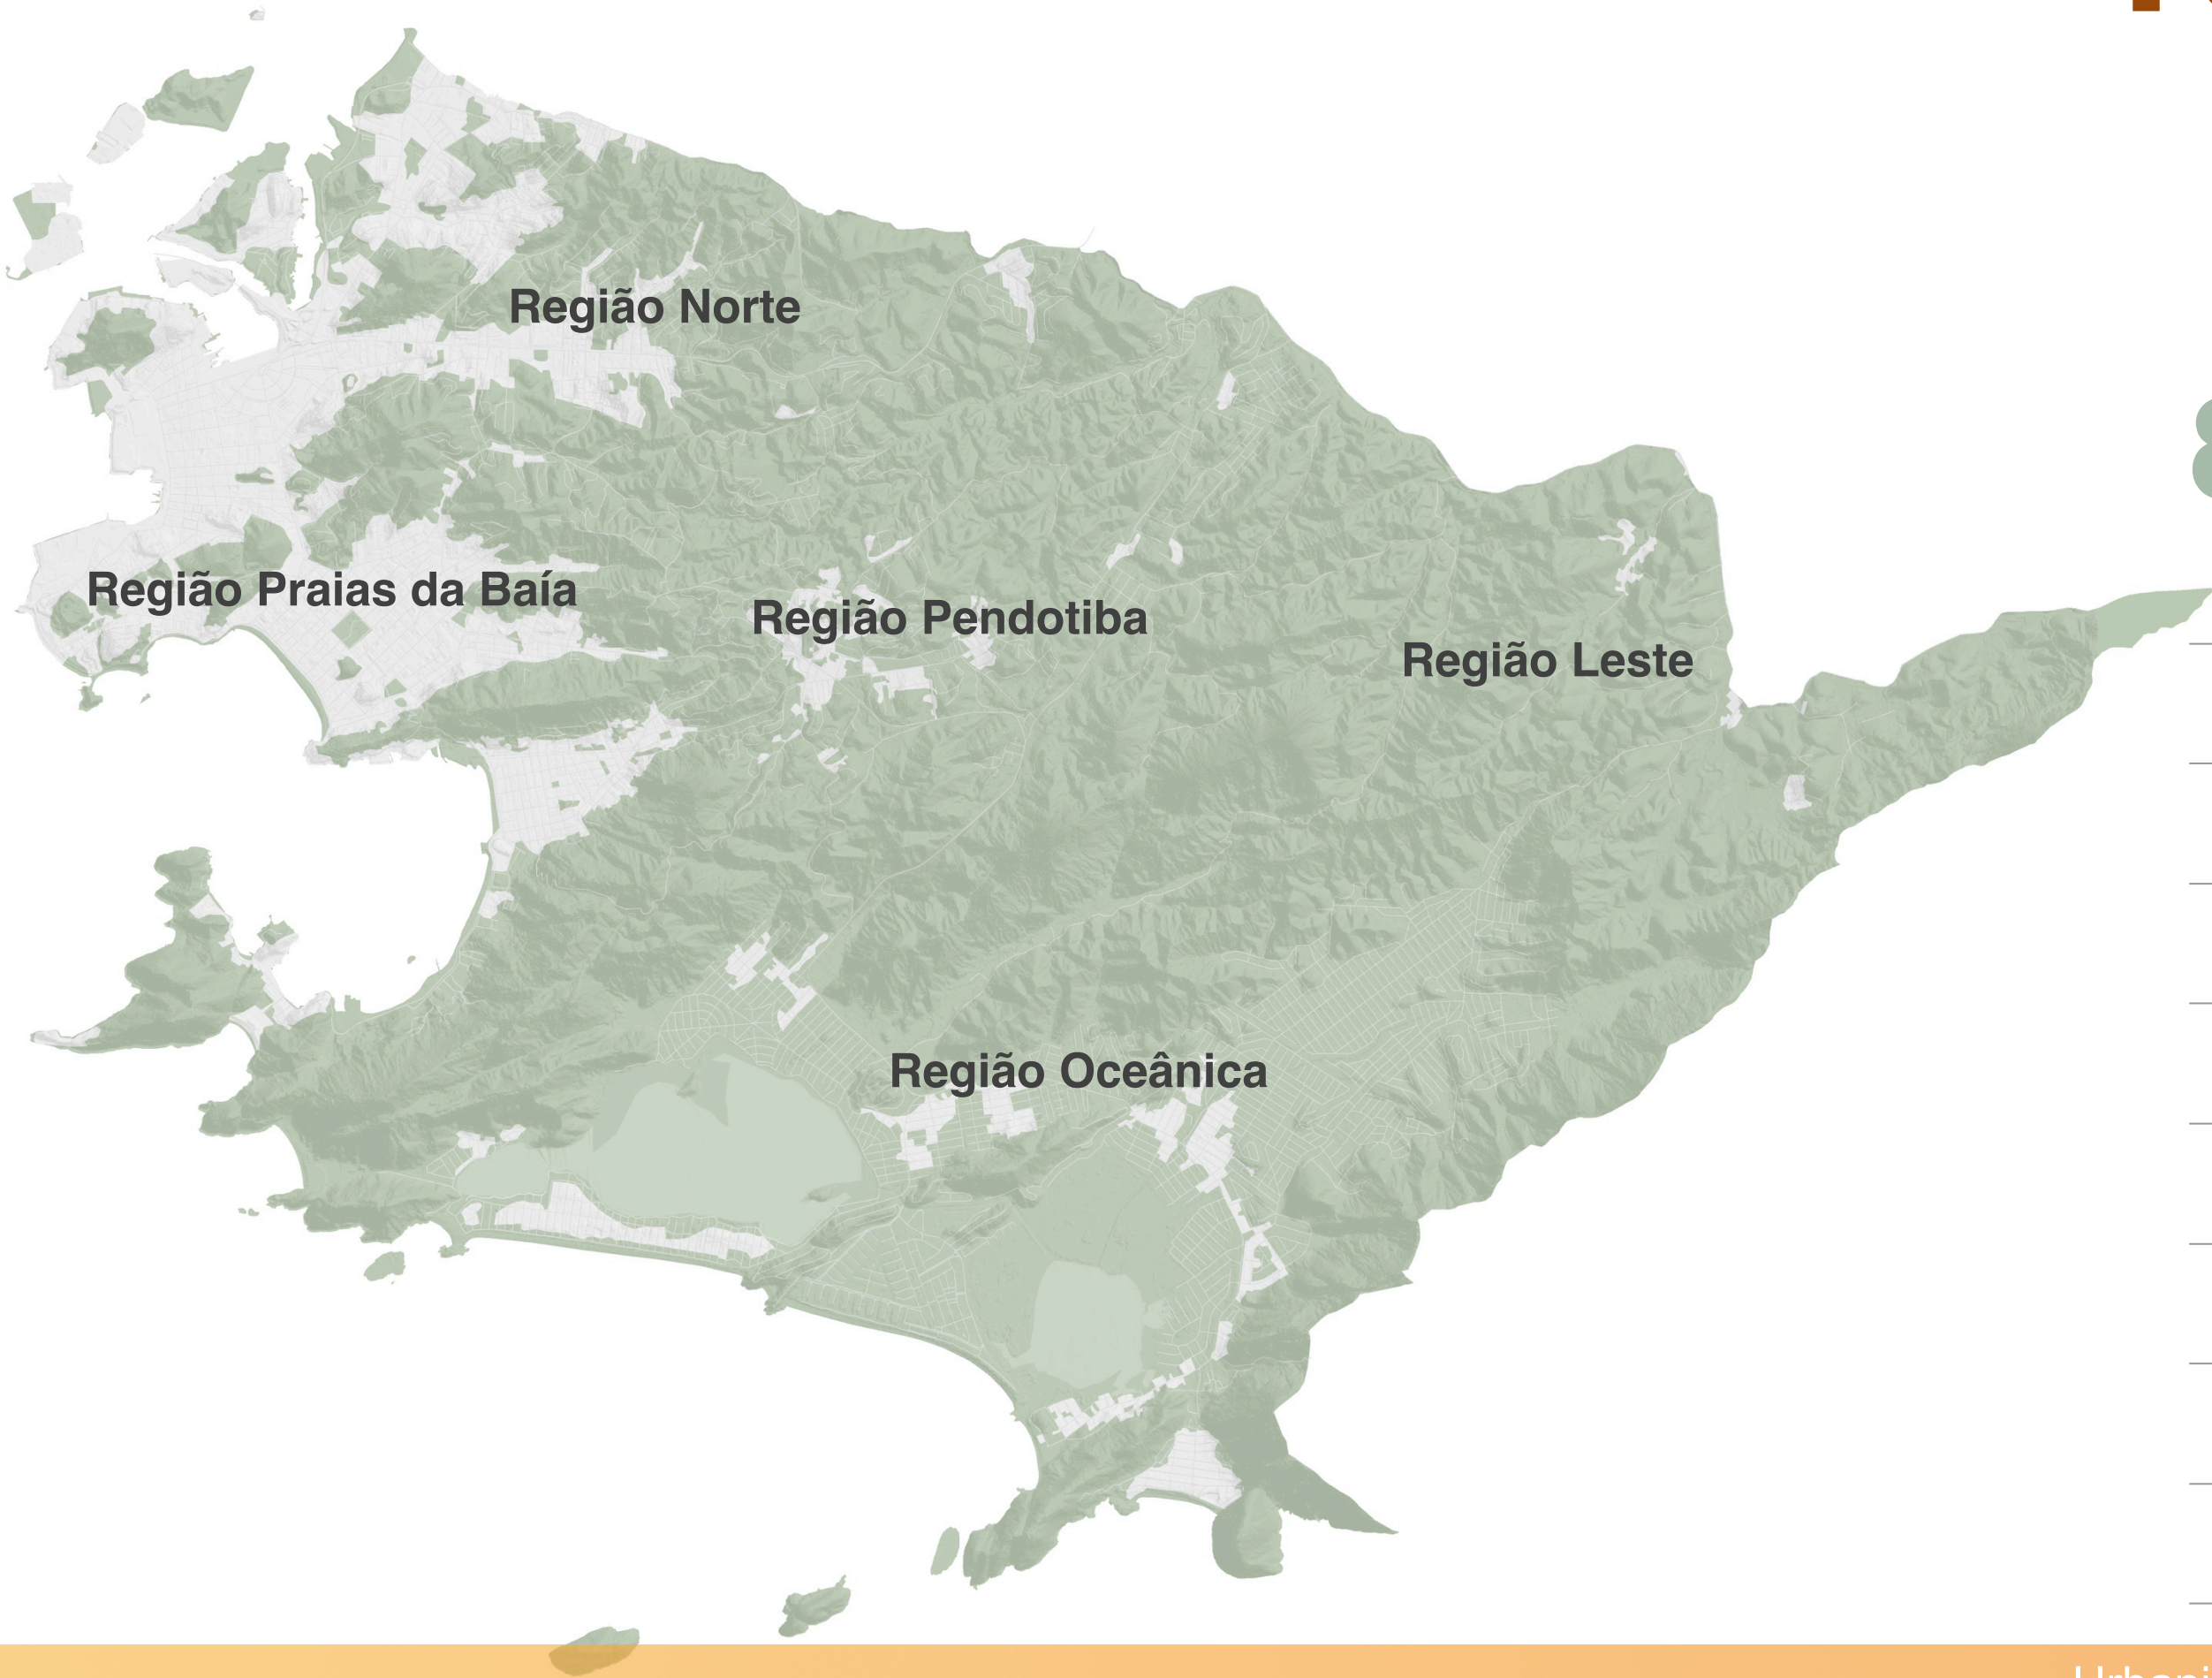 Região Norte
Região Praias da Baía
Região Pendotiba
Região Leste
Região Oceânica